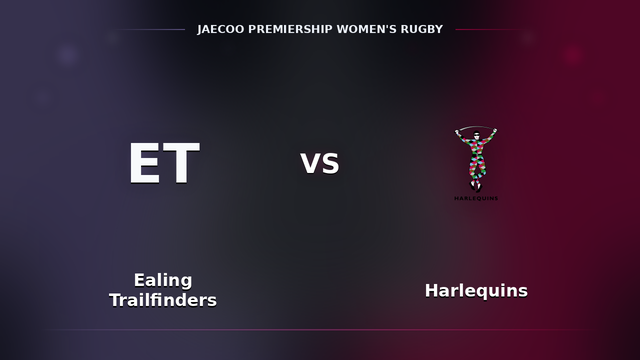 JAECOO PREMIERSHIP WOMEN'S RUGBY
ET
VS
HARLEQUINS
Ealing
Trailfinders
Harlequins